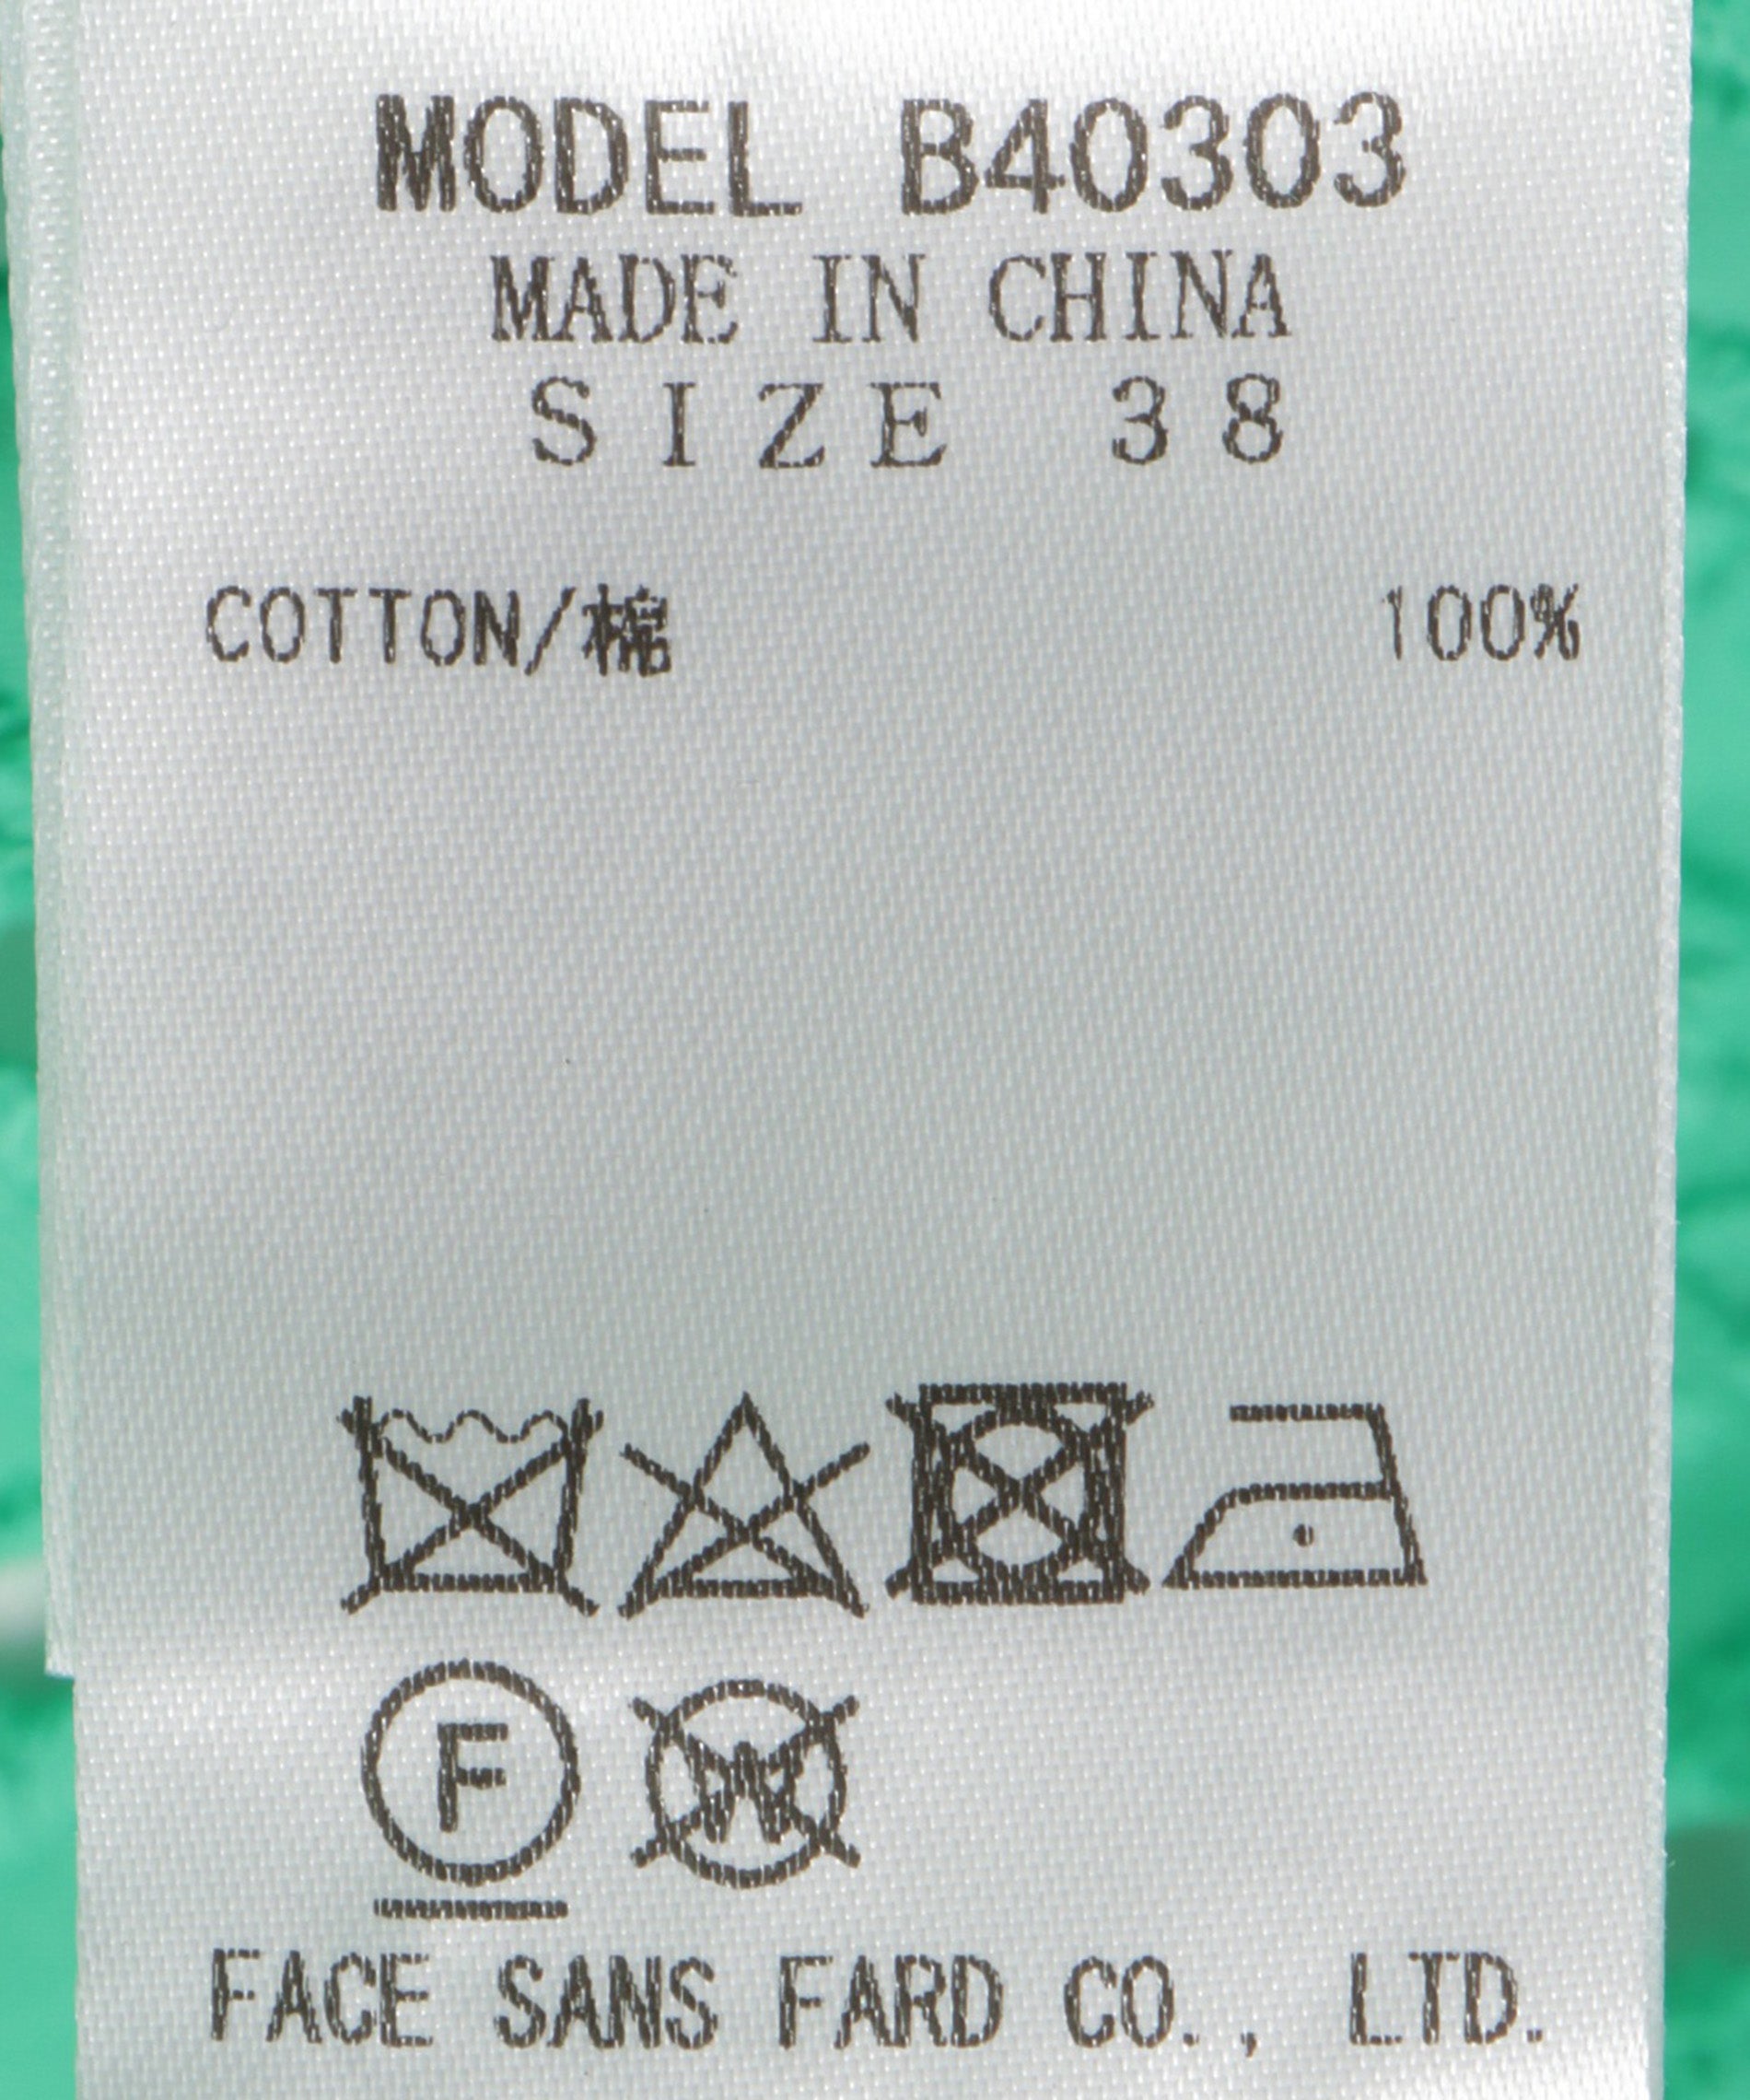 MODEL B40303
MADE IN CHINA
SIZE 38
COTTON/棉 100%
F
W
FACE SANS FARD CO., LTD.